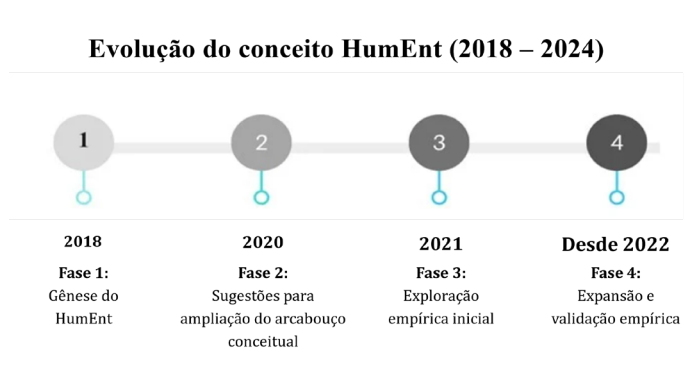 Evolução do conceito HumEnt (2018 – 2024)
1
2
3
4
2018
Fase 1:
Gênese do
HumEnt
2020
Fase 2:
Sugestões para
ampliação do arcabouço
conceitual
2021
Fase 3:
Exploração
empírica inicial
Desde 2022
Fase 4:
Expansão e
validação empírica